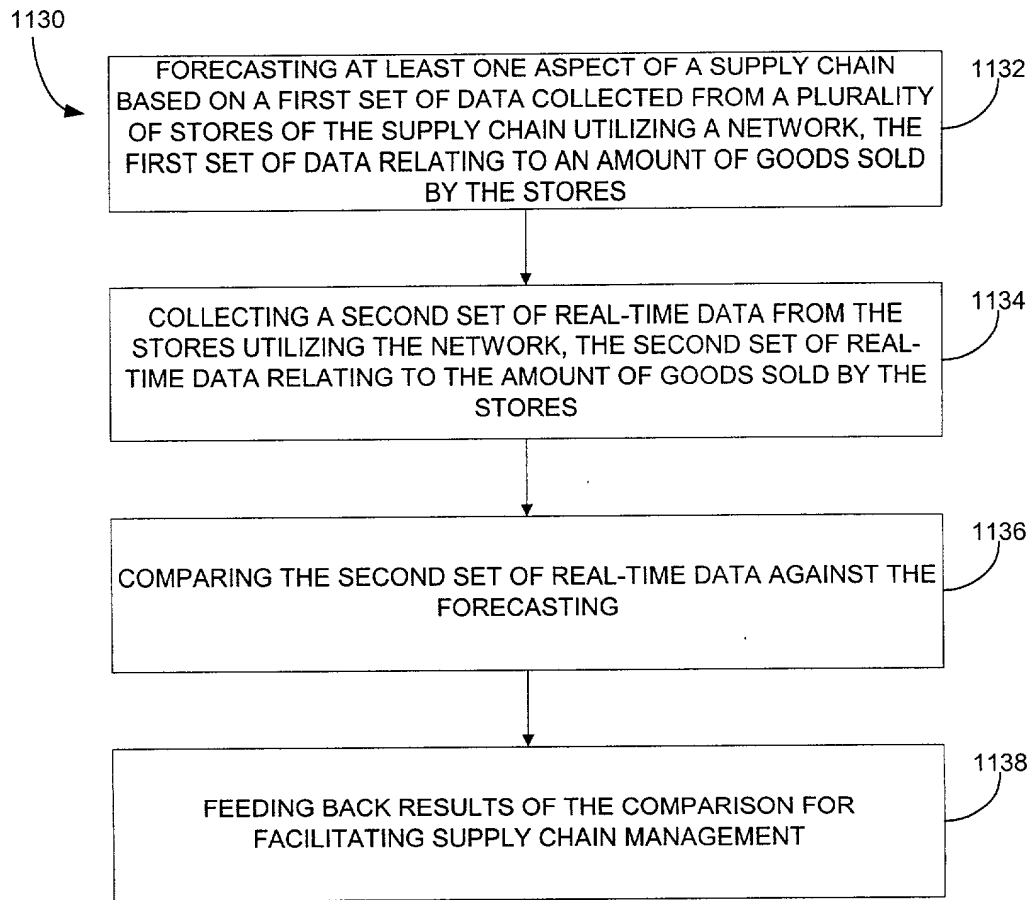 1130
FORECASTING AT LEAST ONE ASPECT OF A SUPPLY CHAIN
BASED ON A FIRST SET OF DATA COLLECTED FROM A PLURALITY
OF STORES OF THE SUPPLY CHAIN UTILIZING A NETWORK, THE
FIRST SET OF DATA RELATING TO AN AMOUNT OF GOODS SOLD
BY THE STORES
1132
COLLECTING A SECOND SET OF REAL-TIME DATA FROM THE
STORES UTILIZING THE NETWORK, THE SECOND SET OF REAL-
TIME DATA RELATING TO THE AMOUNT OF GOODS SOLD BY THE
STORES
1134
COMPARING THE SECOND SET OF REAL-TIME DATA AGAINST THE
FORECASTING
1136
FEEDING BACK RESULTS OF THE COMPARISON FOR
FACILITATING SUPPLY CHAIN MANAGEMENT
1138